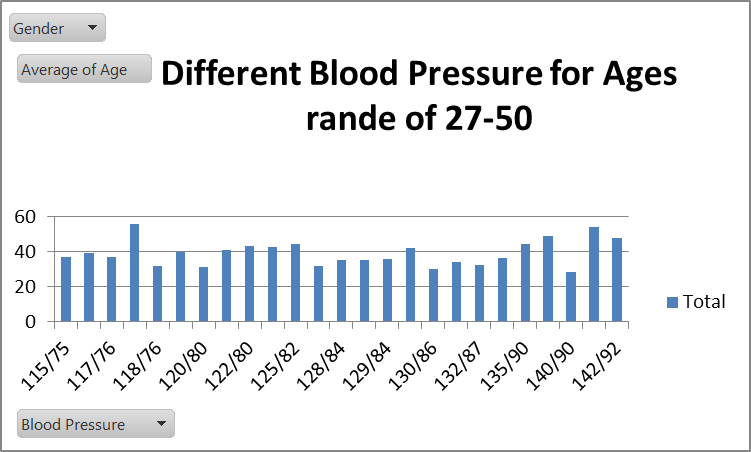 Gender
Average of Age
Different Blood Pressure for Ages
rande of 27-50
60
40
20
0
115/75
117/76
118/76
120/80
122/80
125/82
128/84
129/84
130/86
132/87
135/90
140/90
142/92
Total
Blood Pressure